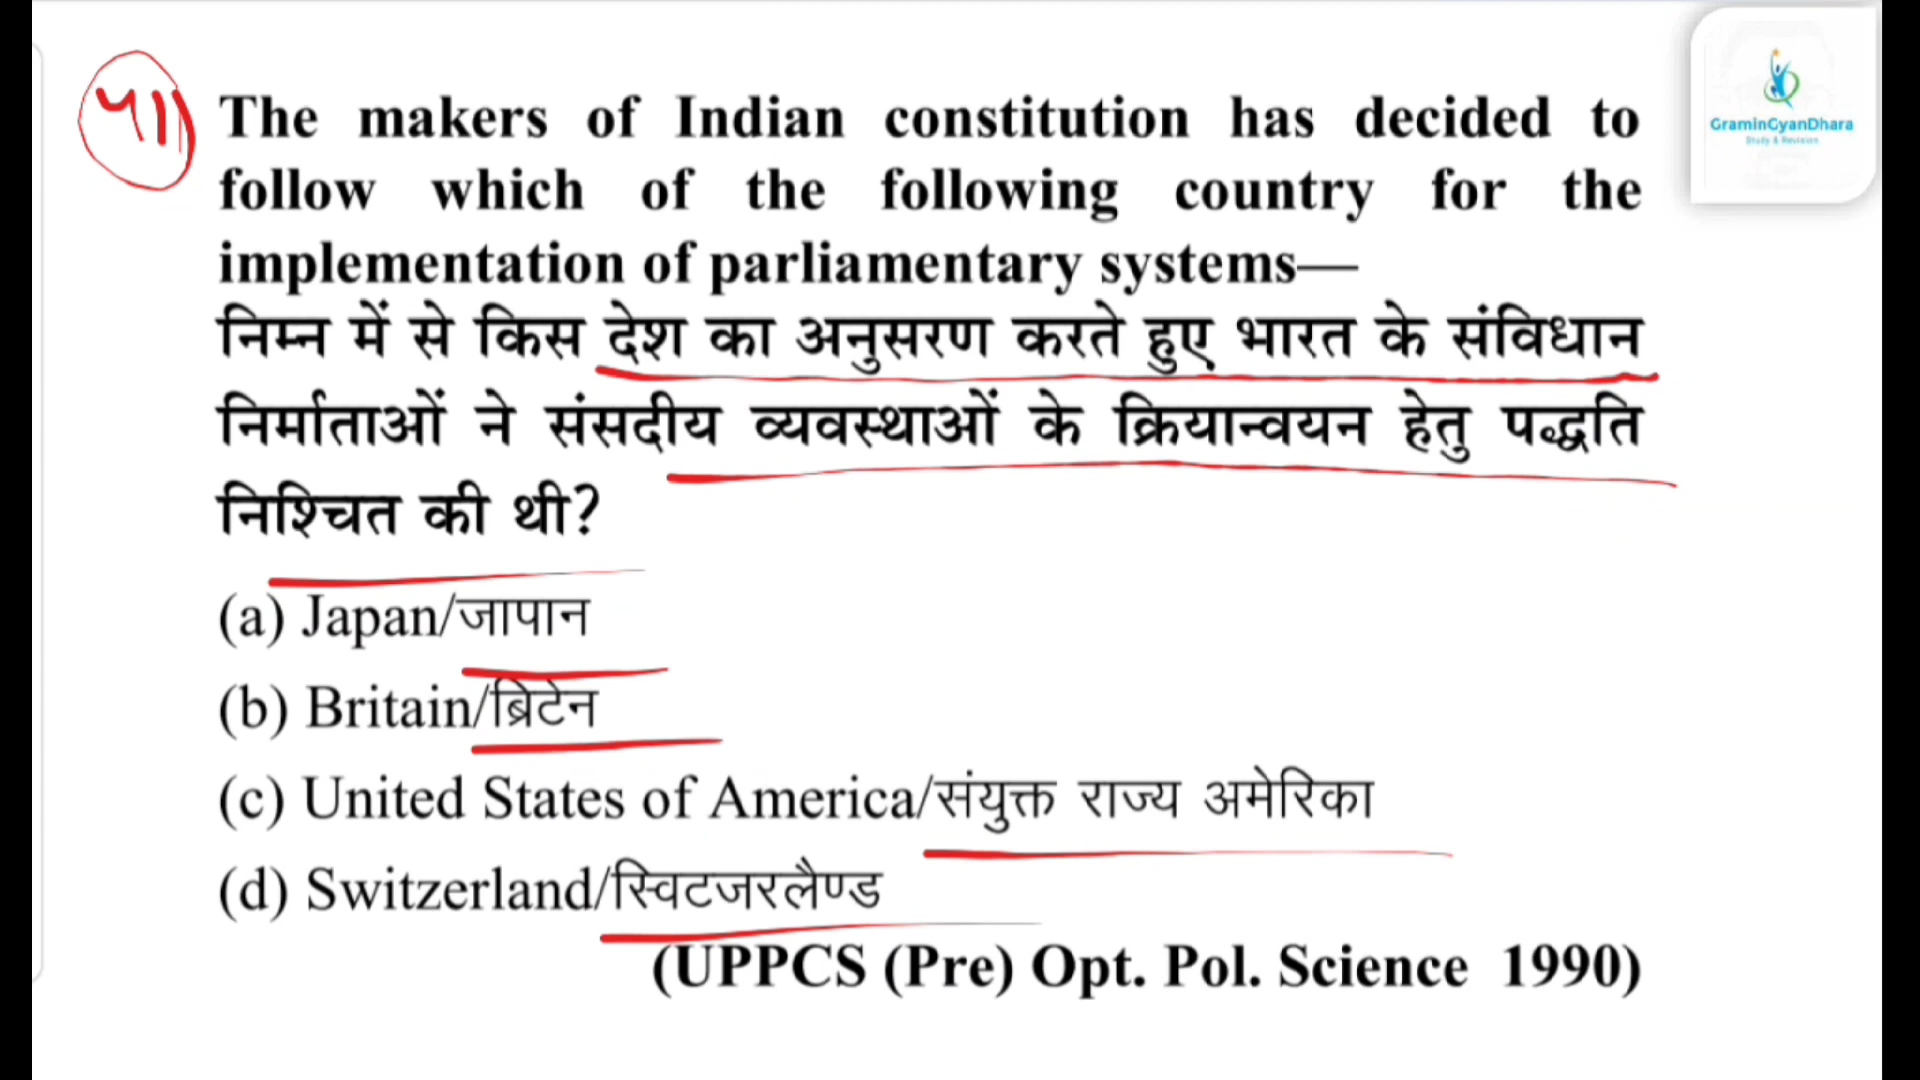 The makers of Indian constitution has decided to
follow which of the following country for the
implementation of parliamentary systems—
निम्न में से किस देश का अनुसरण करते हुए भारत के संविधान
निर्माताओं ने संसदीय व्यवस्थाओं के क्रियान्वयन हेतु पद्धति
निश्चित की थी?
(a) Japan/जापान
(b) Britain/ब्रिटेन
(c) United States of America/संयुक्त राज्य अमेरिका
(d) Switzerland/स्विटजरलैण्ड
(UPPCS (Pre) Opt. Pol. Science 1990)
GraminGyanDhara
Study & Revision